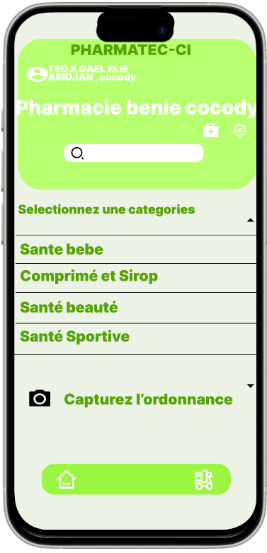 PHARMATEC-CI
TEDJI GAEL ELIE
ABIDJAN , cocody
Pharmacie benie cocody
Selectionnez une categories
Sante bebe
Comprimé et Sirop
Santé beauté
Santé Sportive
Capturez l’ordonnance